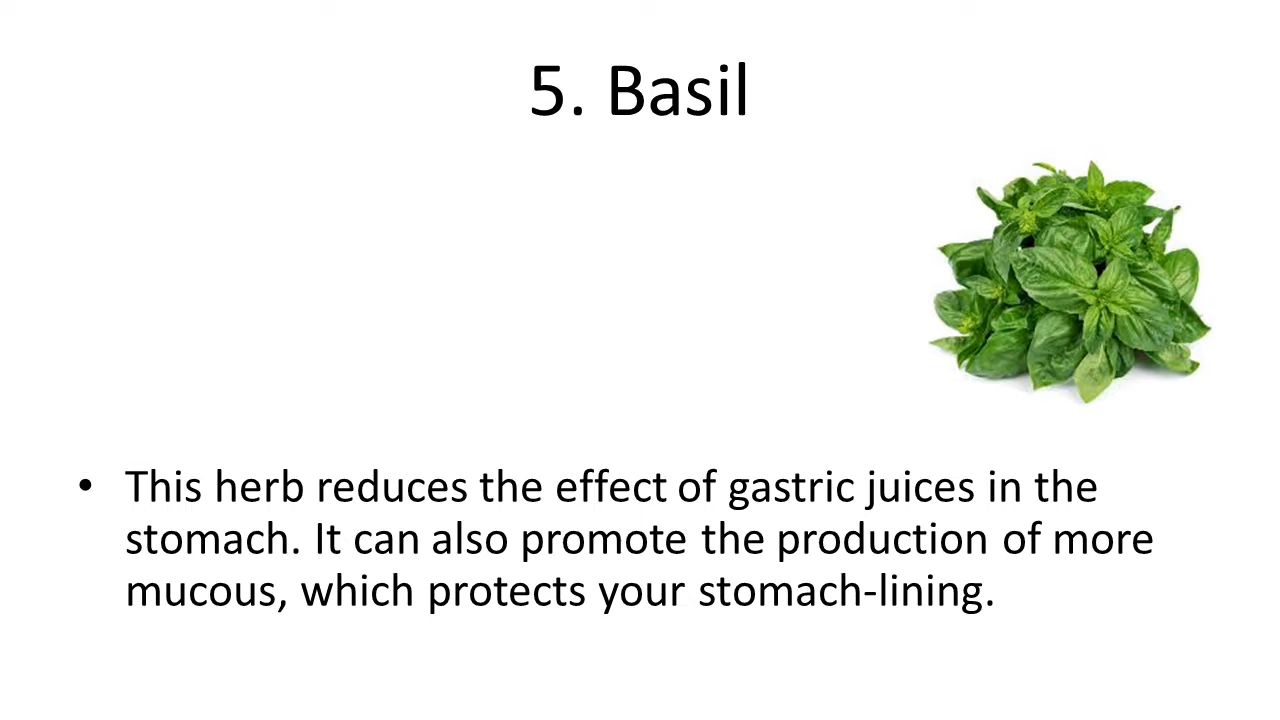 5. Basil
• This herb reduces the effect of gastric juices in the
stomach. It can also promote the production of more
mucous, which protects your stomach-lining.